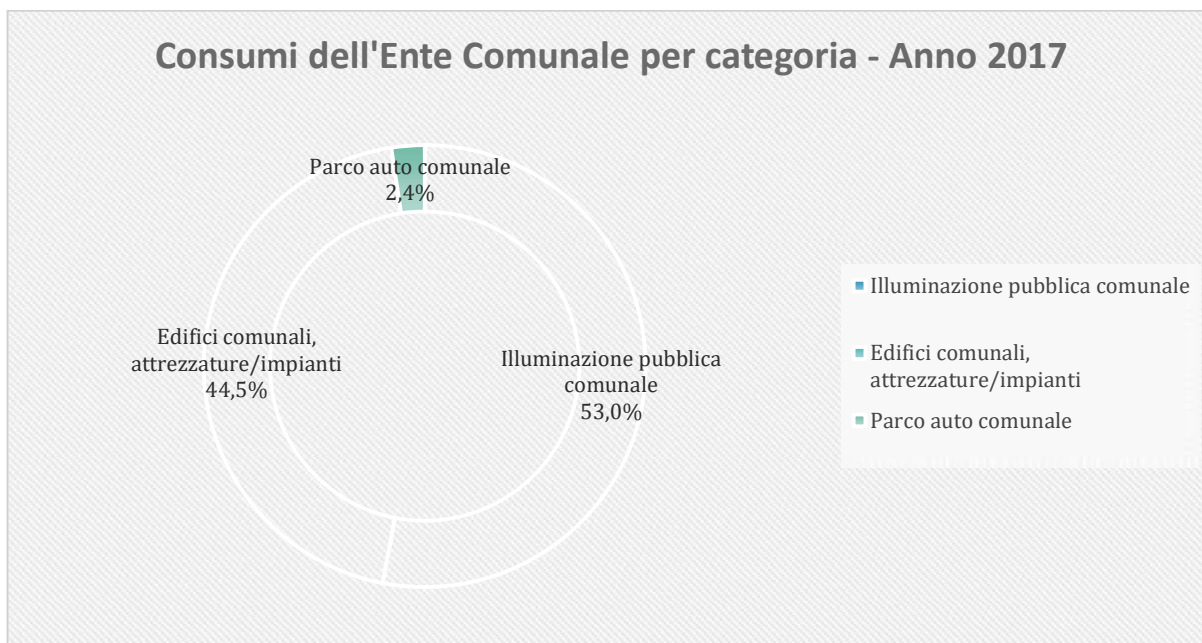 Consumi dell'Ente Comunale per categoria - Anno 2017
Parco auto comunale
2,4%
Edifici comunali,
attrezzature/impianti
44,5%
Illuminazione pubblica
comunale
53,0%
Illuminazione pubblica comunale
Edifici comunali,
attrezzature/impianti
Parco auto comunale